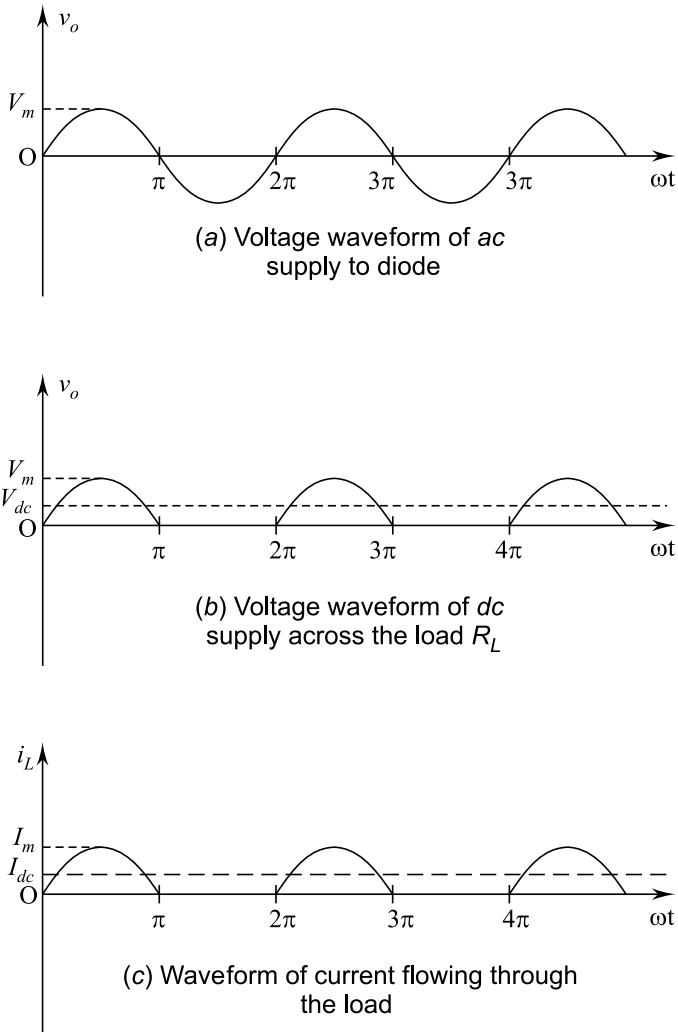 v_o
V_m
O π 2π 3π 3π ωt
(a) Voltage waveform of ac
supply to diode
v_o
V_m
V_dc
O π 2π 3π 4π ωt
(b) Voltage waveform of dc
supply across the load R_L
i_L
I_m
I_dc
O π 2π 3π 4π ωt
(c) Waveform of current flowing through
the load